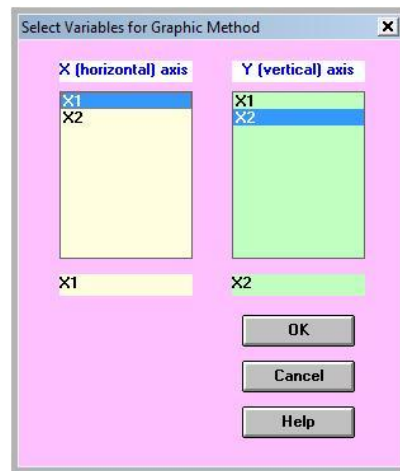 Select Variables for Graphic Method
X (horizontal) axis
X1
X2
X1
Y (vertical) axis
X1
X2
X2
OK
Cancel
Help